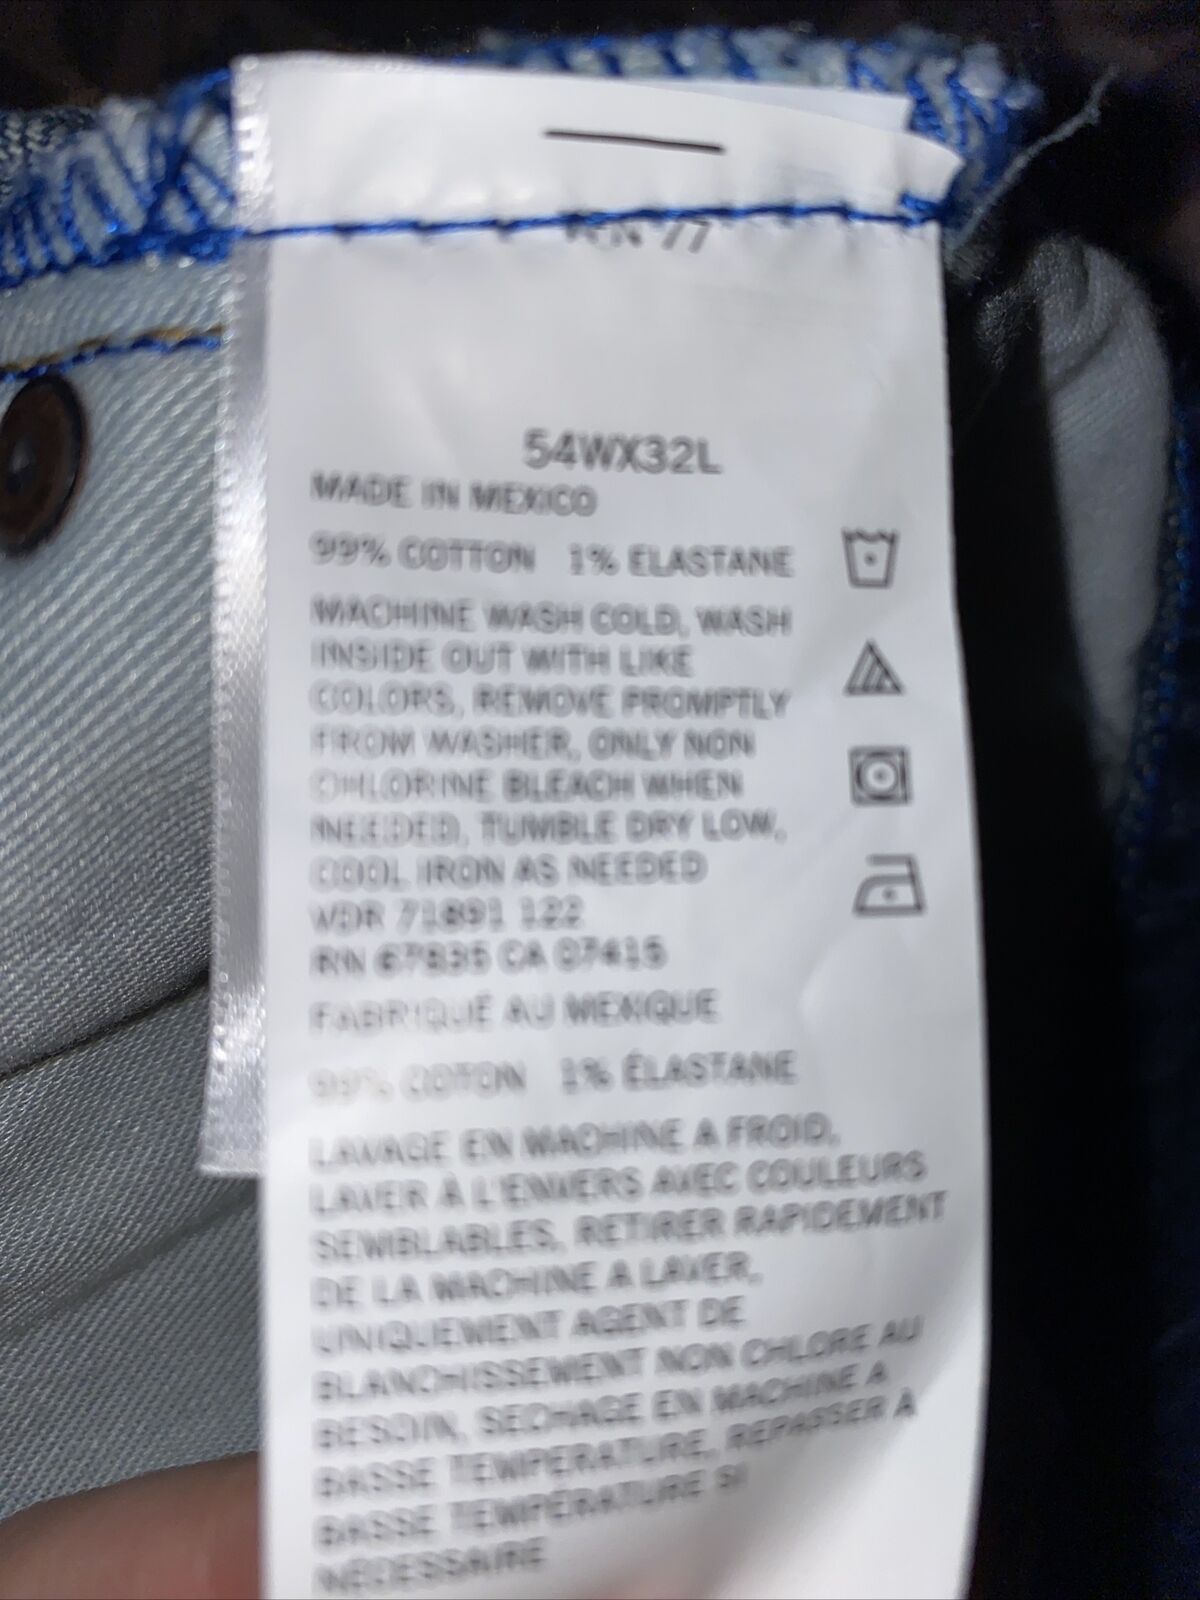 54WX32L
MADE IN MEXICO
99% COTTON 1% ELASTANE
MACHINE WASH COLD, WASH
INSIDE OUT WITH LIKE
COLORS, REMOVE PROMPTLY
FROM WASHER, ONLY NON
CHLORINE BLEACH WHEN
NEEDED, TUMBLE DRY LOW,
COOL IRON AS NEEDED
WDR 71891 122
RN 67835 CA 07415
FABRIQUÉ AU MEXIQUE
99% COTON 1% ÉLASTANE
LAVAGE EN MACHINE A FROID,
LAVER À L'ENVERS AVEC COULEURS
SEMBLABLES, RETIRER RAPIDEMENT
DE LA MACHINE A LAVER,
UNIQUEMENT AGENT DE
BLANCHISSEMENT NON CHLORE AU
BESOIN, SECHAGE EN MACHINE A
BASSE TEMPERATURE, REPASSER À
BASSE TEMPÉRATURE SI
NECESSAIRE